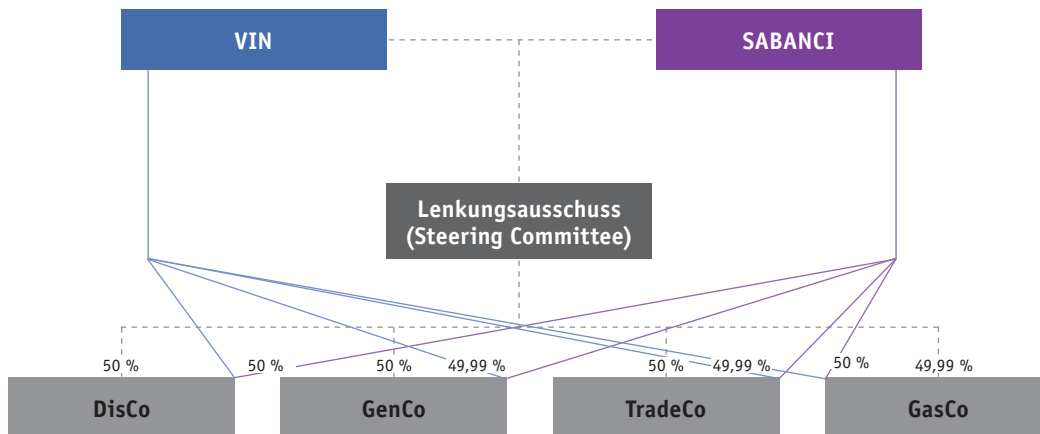 VIN
SABANCI
Lenkungsausschuss
(Steering Committee)
50 %
50 %
50 %
49,99 %
50 %
49,99 %
50 %
49,99 %
DisCo
GenCo
TradeCo
GasCo